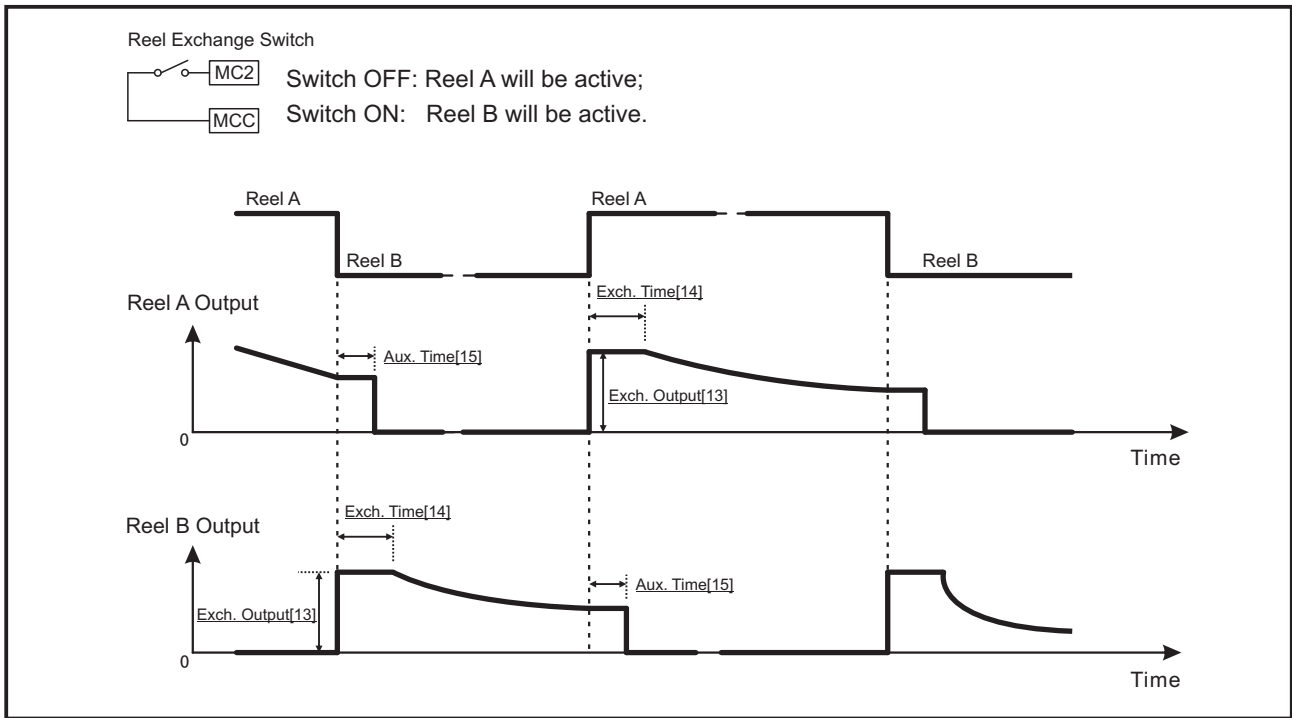 Reel Exchange Switch
MC2
Switch OFF: Reel A will be active;
MCC
Switch ON: Reel B will be active.
Reel A
Reel A
Reel B
Reel B
Reel A Output
Exch. Time[14]
Aux. Time[15]
Exch. Output[13]
0
Time
Reel B Output
Exch. Time[14]
Aux. Time[15]
Exch. Output[13]
0
Time